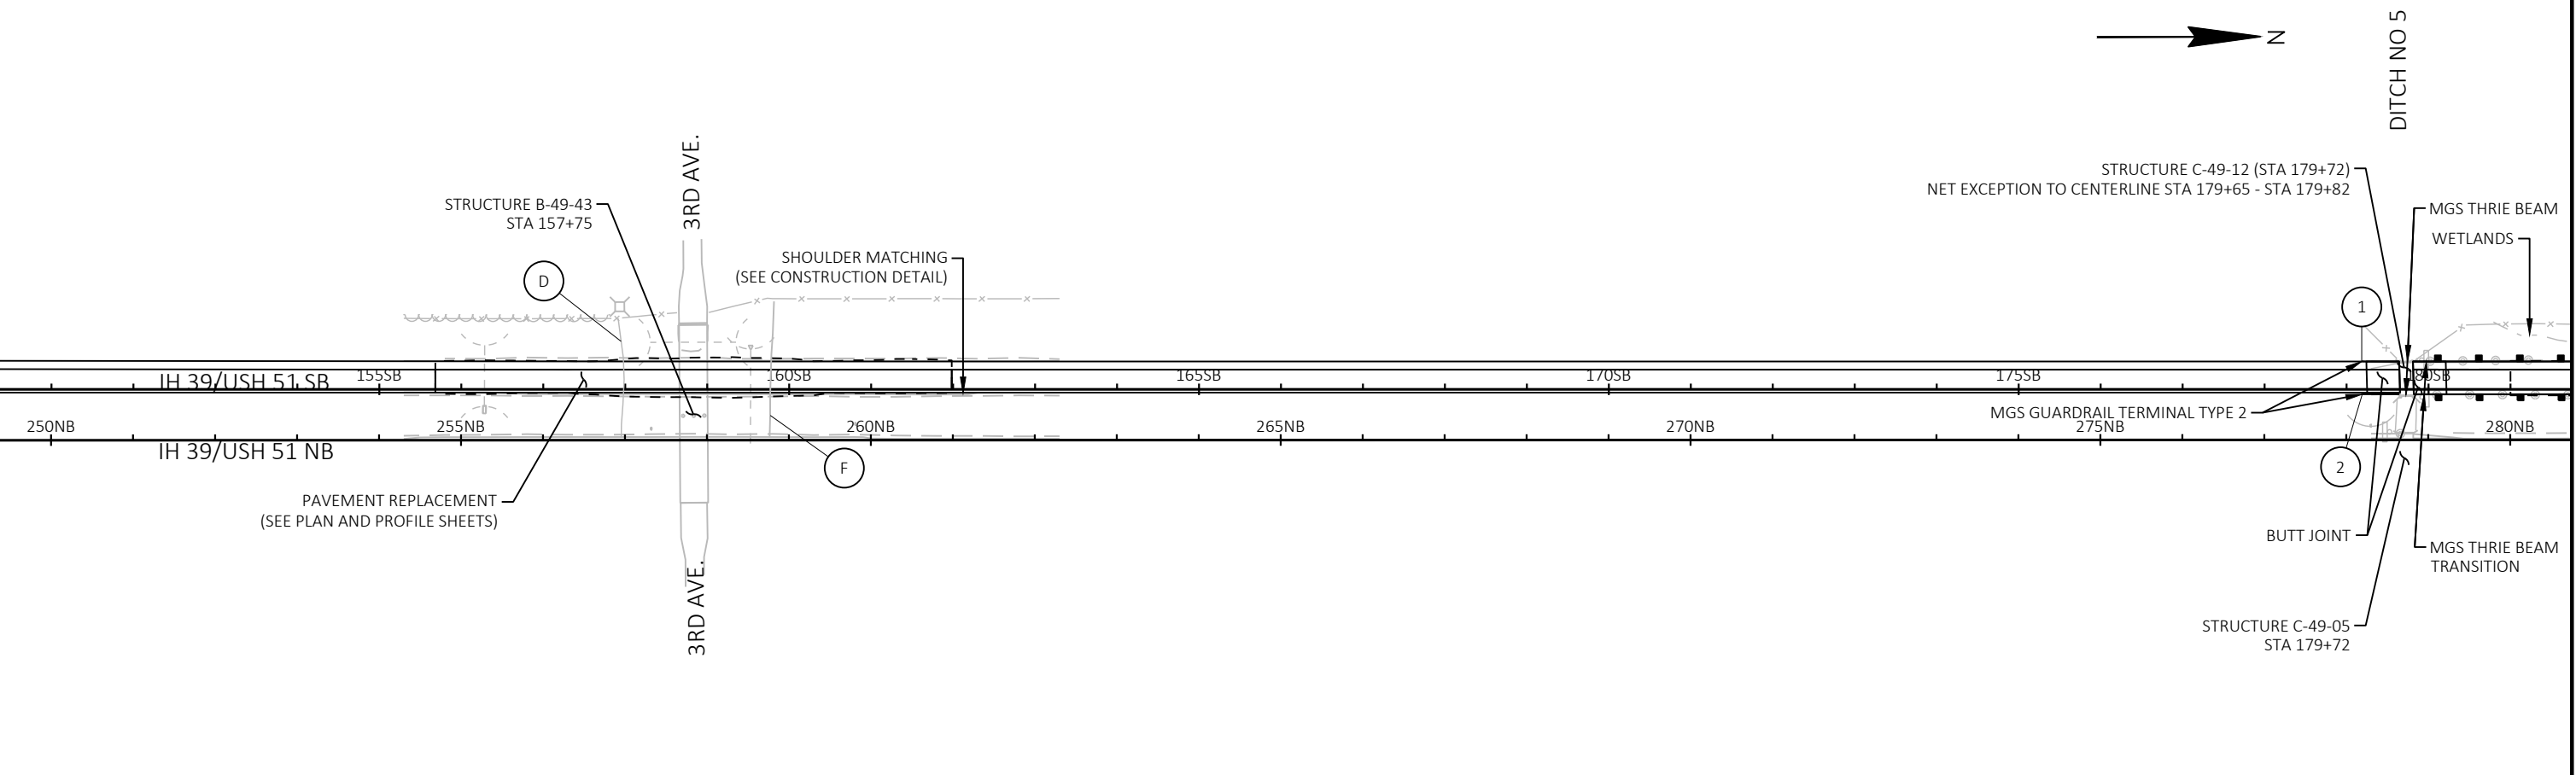 DITCH NO 5
N
STRUCTURE C-49-12 (STA 179+72)
NET EXCEPTION TO CENTERLINE STA 179+65 - STA 179+82
3RD AVE.
STRUCTURE B-49-43
STA 157+75
MGS THRIE BEAM
WETLANDS
SHOULDER MATCHING
(SEE CONSTRUCTION DETAIL)
D
1
IH 39/USH 51 SB
155SB
160SB
165SB
170SB
175SB
180SB
MGS GUARDRAIL TERMINAL TYPE 2
250NB
255NB
260NB
265NB
270NB
275NB
280NB
IH 39/USH 51 NB
F
2
PAVEMENT REPLACEMENT
(SEE PLAN AND PROFILE SHEETS)
BUTT JOINT
MGS THRIE BEAM
TRANSITION
3RD AVE.
STRUCTURE C-49-05
STA 179+72